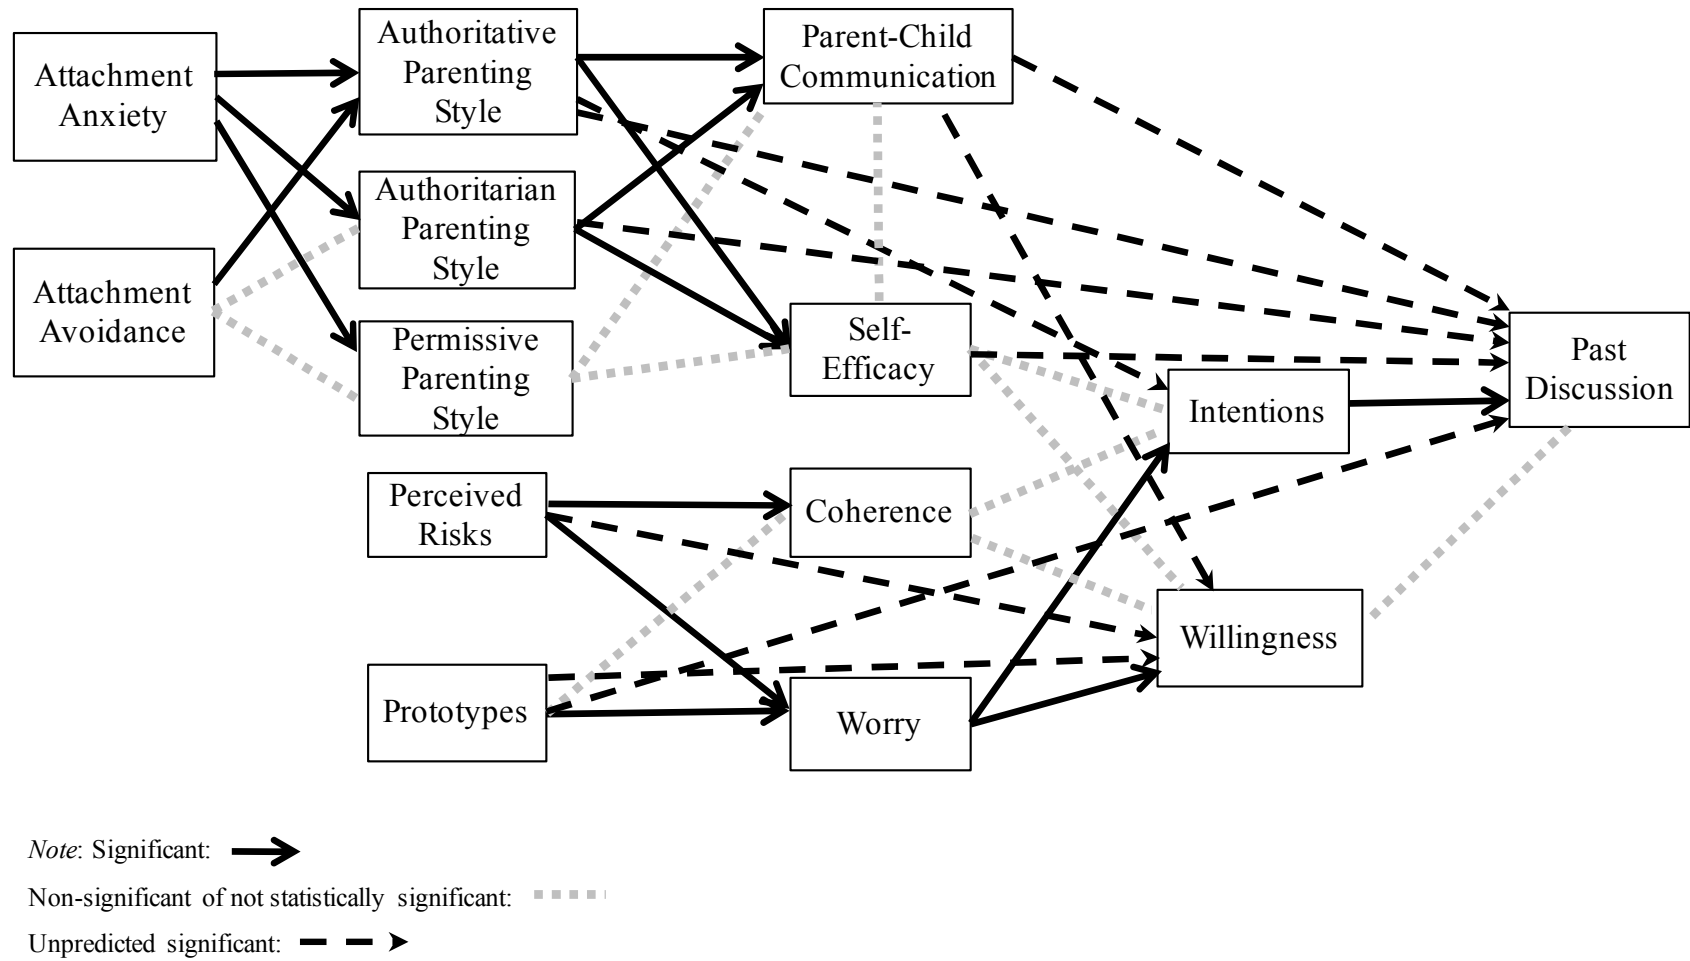 Attachment
Anxiety
Attachment
Avoidance
Authoritative
Parenting
Style
Authoritarian
Parenting
Style
Permissive
Parenting
Style
Perceived
Risks
Prototypes
Parent-Child
Communication
Self-
Efficacy
Coherence
Worry
Intentions
Willingness
Past
Discussion
Note: Significant:
Non-significant of not statistically significant:
Unpredicted significant: